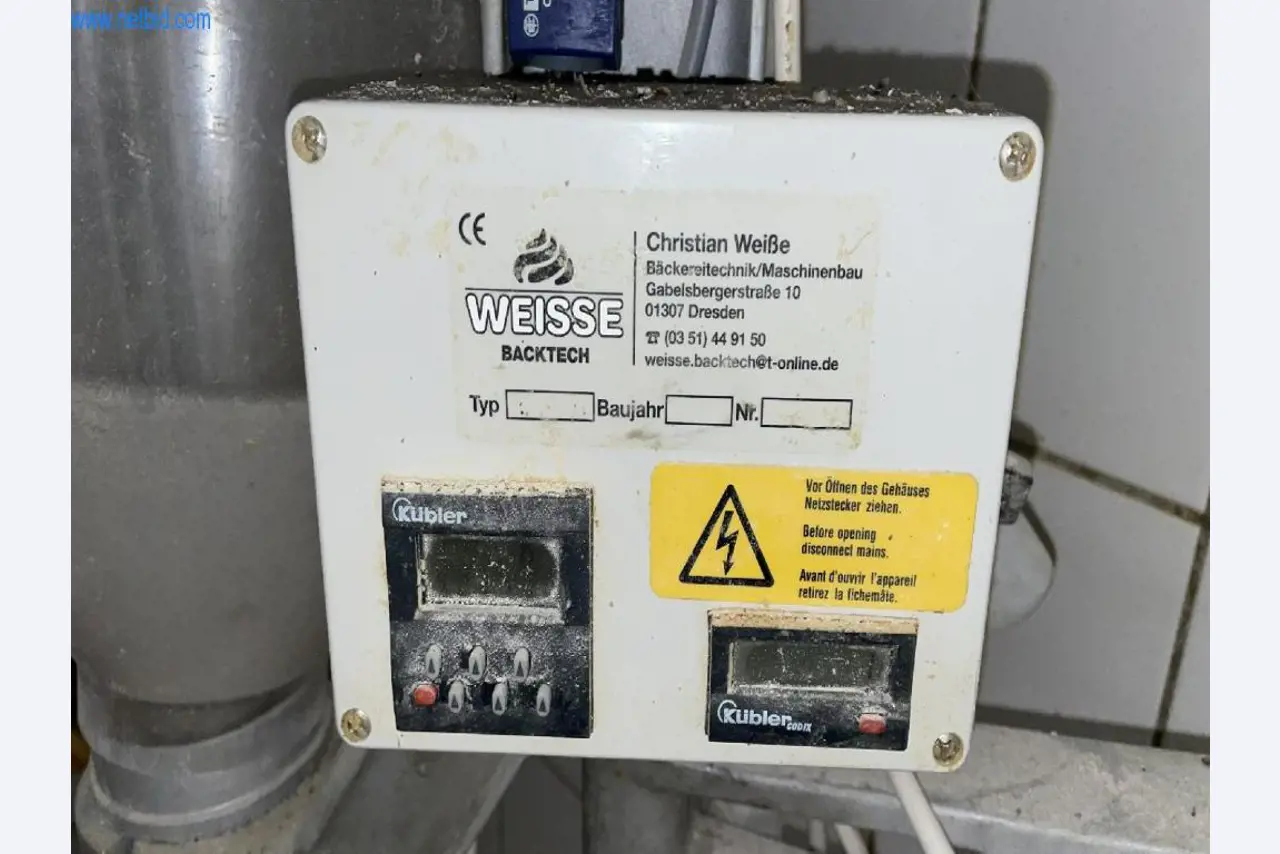 www.netbid.com
CE
WEISSE
BACKTECH
Christian Weiße
Bäckereitechnik/Maschinenbau
Gabelsbergerstraße 10
01307 Dresden
☎ (03 51) 44 91 50
weisse.backtech@t-online.de
Typ Baujahr Nr.
Kübler
Vor Öffnen des Gehäuses
Netzstecker ziehen.
Before opening
disconnect mains.
Avant d'ouvrir l'appareil
retirez la fichemâle.
Kübler CODIX